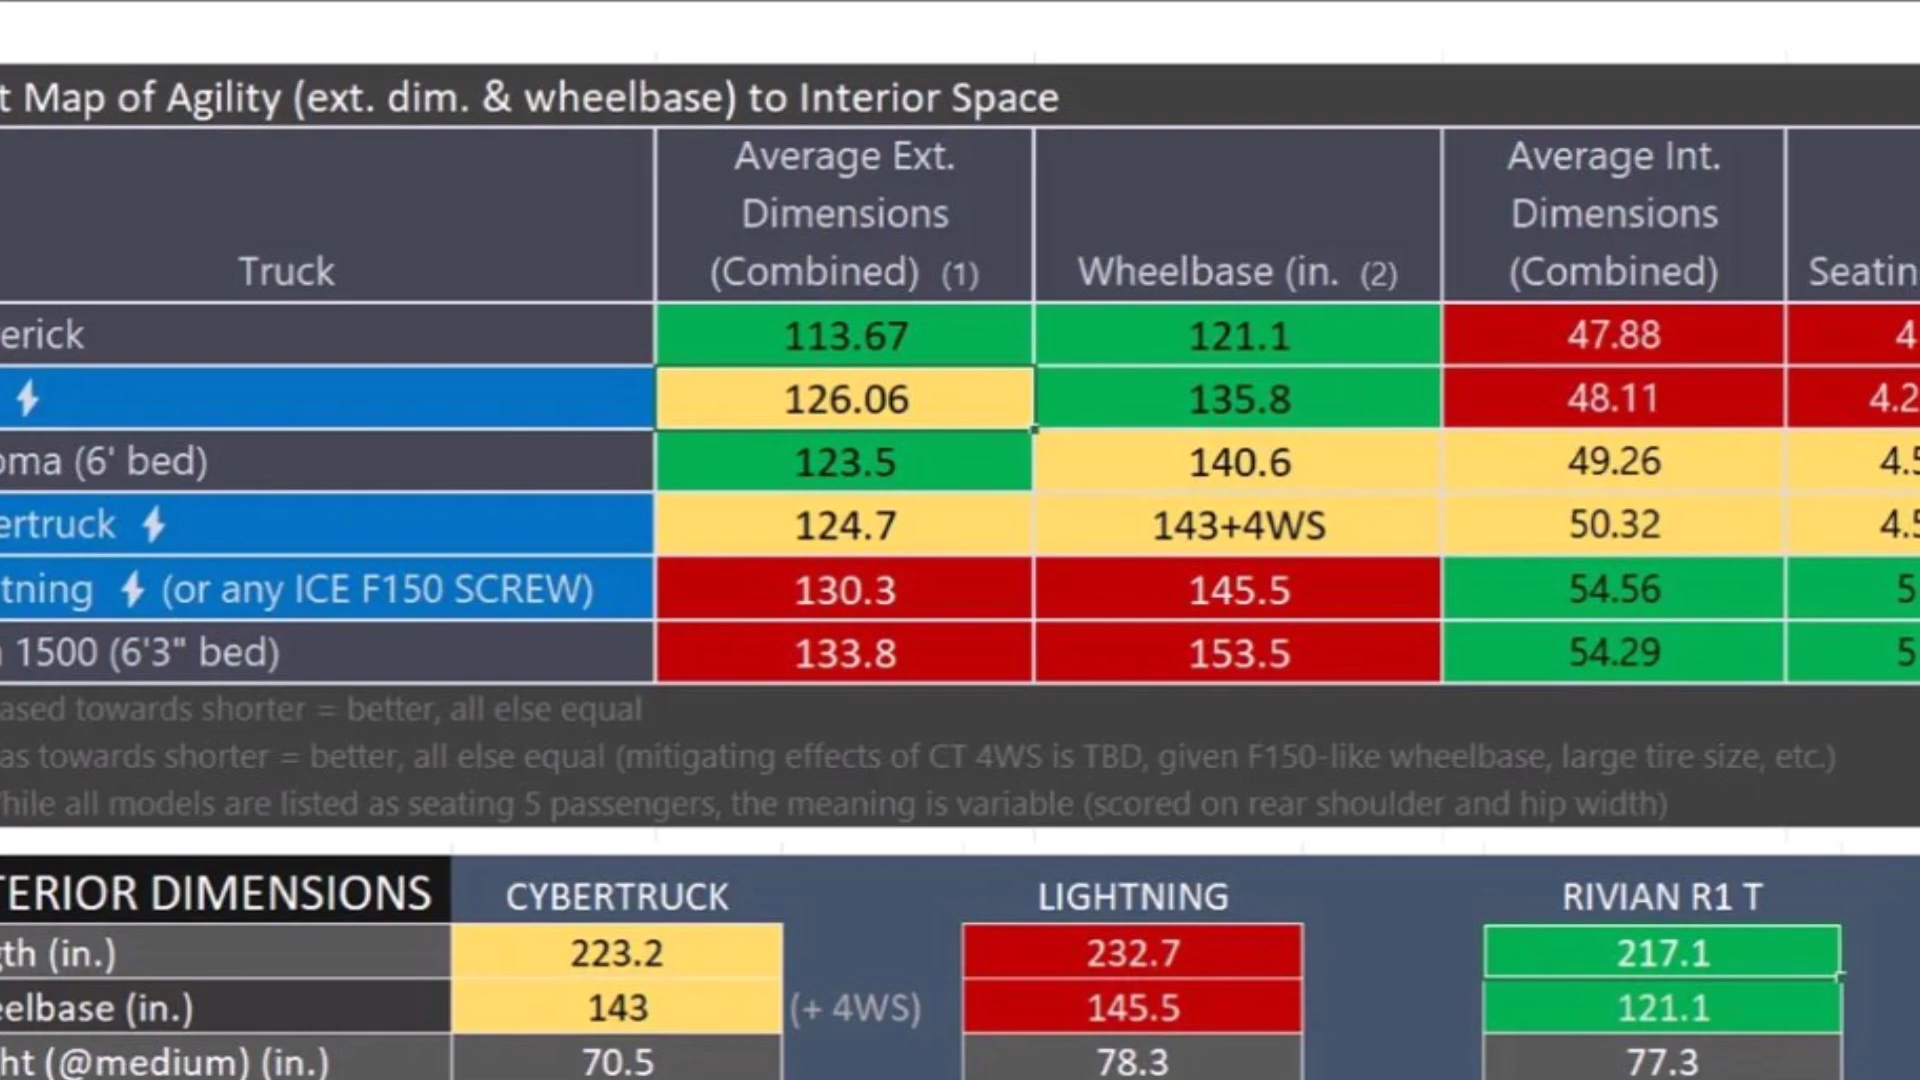 t Map of Agility (ext. dim. & wheelbase) to Interior Space
Truck
Average Ext. Dimensions (Combined) (1)
Wheelbase (in. (2)
Average Int. Dimensions (Combined)
Seatin
erick 113.67 121.1 47.88 4
126.06 135.8 48.11 4.2
oma (6' bed) 123.5 140.6 49.26 4.5
ertruck 124.7 143+4WS 50.32 4.5
tning (or any ICE F150 SCREW) 130.3 145.5 54.56 5
1500 (6'3" bed) 133.8 153.5 54.29 5
ased towards shorter = better, all else equal
as towards shorter = better, all else equal (mitigating effects of CT 4WS is TBD, given F150-like wheelbase, large tire size, etc.)
hile all models are listed as seating 5 passengers, the meaning is variable (scored on rear shoulder and hip width)
TERIOR DIMENSIONS CYBERTRUCK LIGHTNING RIVIAN R1 T
gth (in.) 223.2 232.7 217.1
eelbase (in.) 143 (+ 4WS) 145.5 121.1
ht (@medium) (in.) 70.5 78.3 77.3